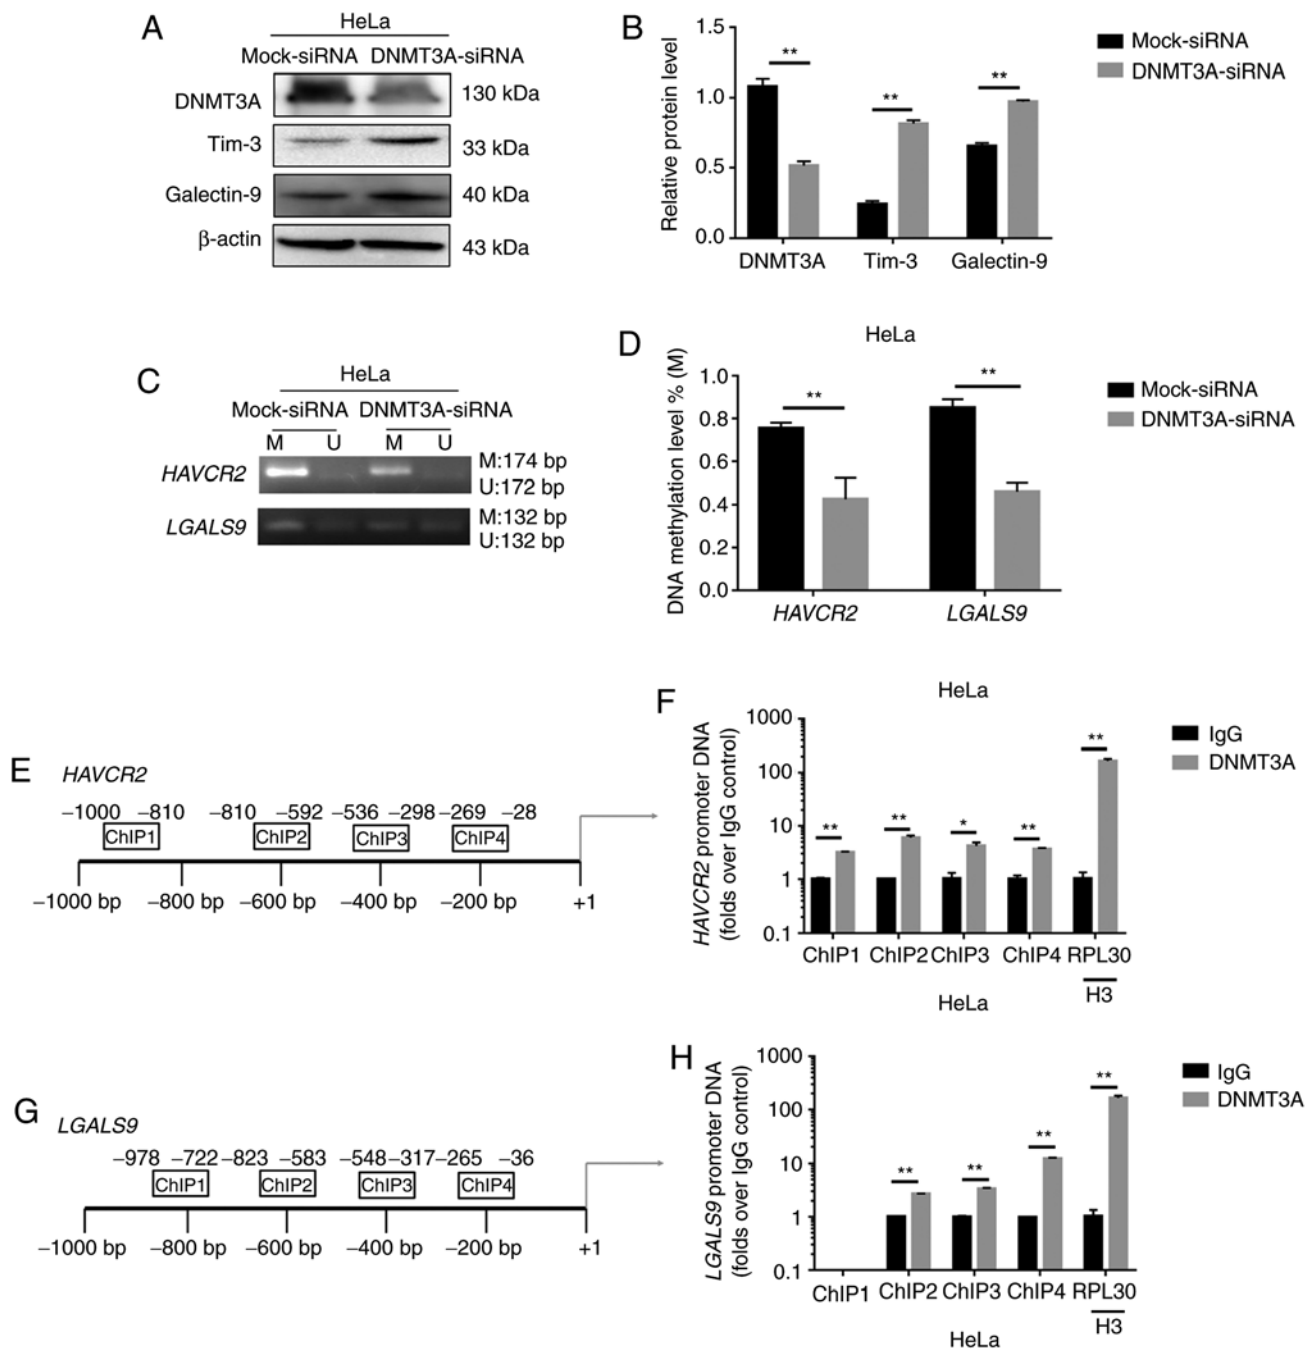 A
HeLa
Mock-siRNA DNMT3A-siRNA
DNMT3A 130 kDa
Tim-3 33 kDa
Galectin-9 40 kDa
β-actin 43 kDa
B
1.5
1.0
0.5
0.0
Relative protein level
** ** **
DNMT3A Tim-3 Galectin-9
Mock-siRNA
DNMT3A-siRNA
C
HeLa
Mock-siRNA DNMT3A-siRNA
M U M U
HAVCR2 M:174 bp
U:172 bp
LGALS9 M:132 bp
U:132 bp
D
HeLa
1.0
0.8
0.6
0.4
0.2
0.0
DNA methylation level % (M)
** **
HAVCR2 LGALS9
Mock-siRNA
DNMT3A-siRNA
E
HAVCR2
–1000 –810 –810 –592 –536 –298 –269 –28
ChIP1 ChIP2 ChIP3 ChIP4
–1000 bp –800 bp –600 bp –400 bp –200 bp +1
F
HeLa
1000
100
10
1
0.1
HAVCR2 promoter DNA
(folds over IgG control)
** ** * ** **
ChIP1 ChIP2 ChIP3 ChIP4 RPL30
H3
HeLa
IgG
DNMT3A
G
LGALS9
–978 –722 –823 –583 –548 –317 –265 –36
ChIP1 ChIP2 ChIP3 ChIP4
–1000 bp –800 bp –600 bp –400 bp –200 bp +1
H
1000
100
10
1
0.1
LGALS9 promoter DNA
(folds over IgG control)
** ** ** **
ChIP1 ChIP2 ChIP3 ChIP4 RPL30
H3
HeLa
IgG
DNMT3A